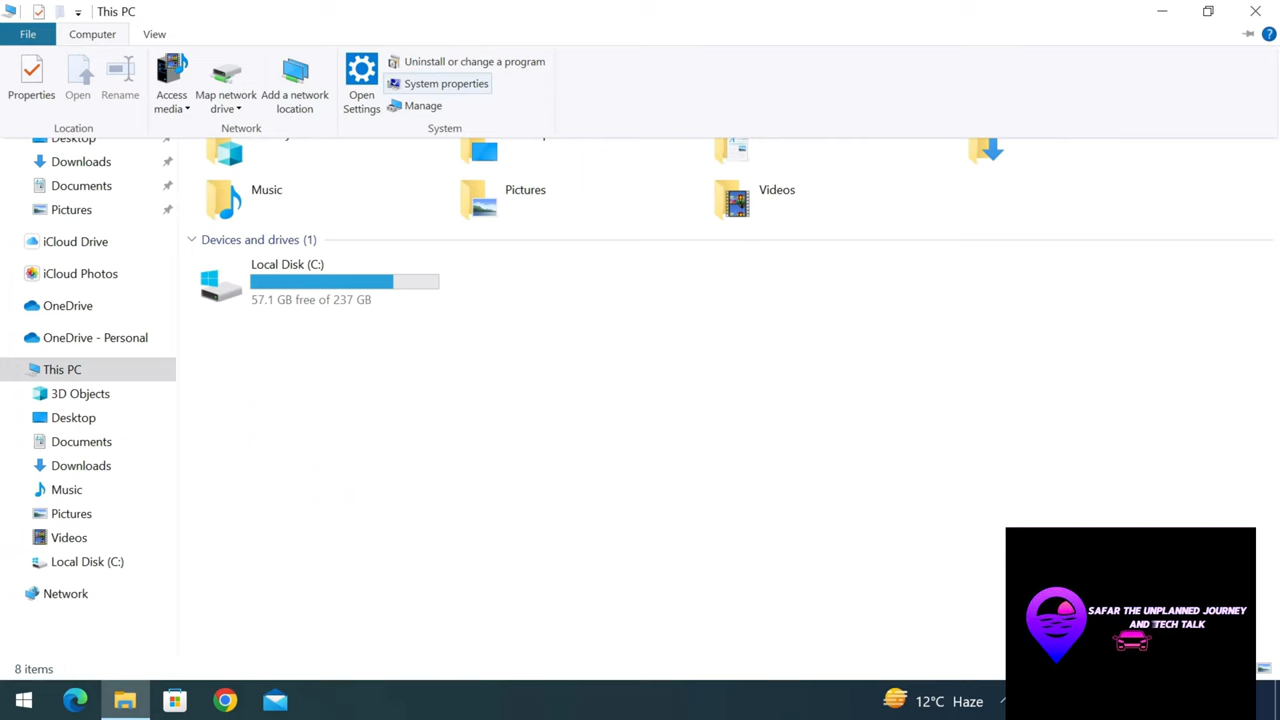 This PC
File
Computer
View
Properties
Open
Rename
Access media
Map network drive
Add a network location
Open Settings
Uninstall or change a program
System properties
Manage
Location
Network
System
Desktop
Downloads
Documents
Pictures
iCloud Drive
iCloud Photos
OneDrive
OneDrive - Personal
This PC
3D Objects
Desktop
Documents
Downloads
Music
Pictures
Videos
Local Disk (C:)
Network
Music
Pictures
Videos
Devices and drives (1)
Local Disk (C:)
57.1 GB free of 237 GB
SAFAR THE UNPLANNED JOURNEY
AND TECH TALK
8 items
12°C Haze